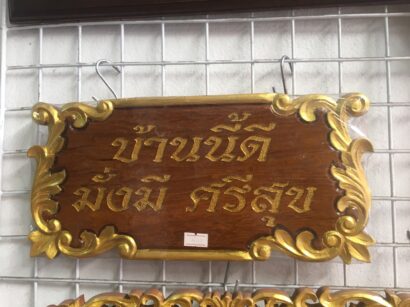 บ้านนี้ดี
มั่งมี ศรีสุข